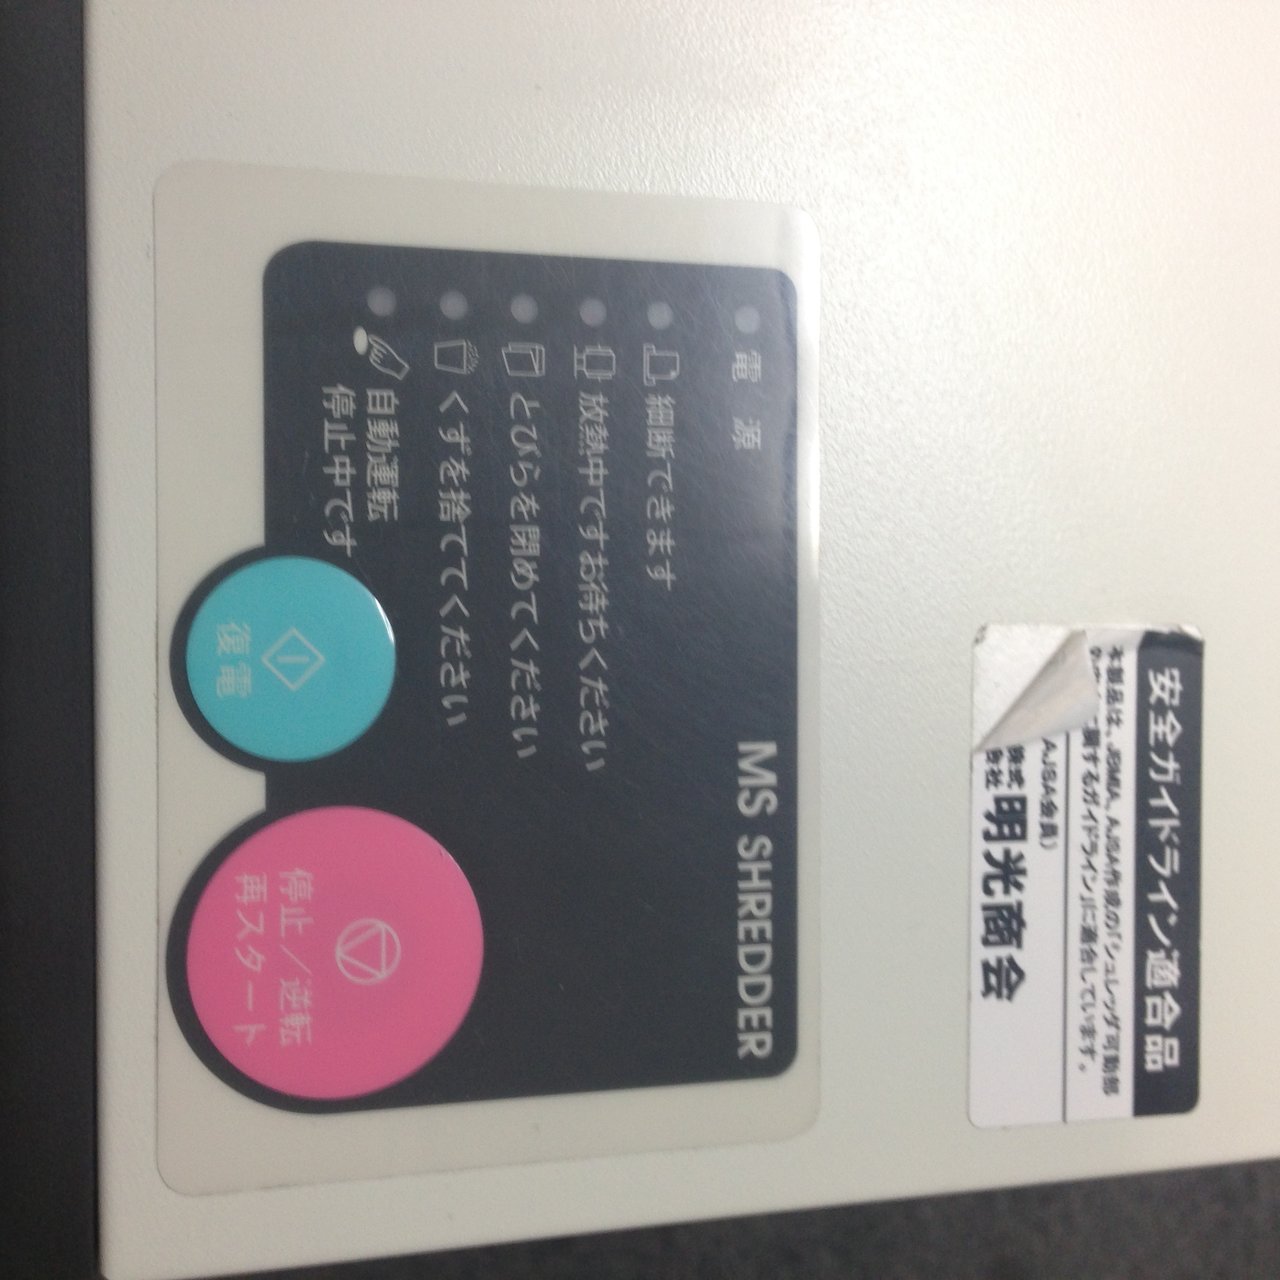 安全ガイドライン適合品
本製品は、JBMIA、AJSA作成の「シュレッダ可動部
に関するガイドライン」に適合しています。
AJSA会員）
株式
会社 明光商会
MS SHREDDER
電源
細断できます
放熱中ですお待ちください
とびらを閉めてください
くずを捨ててください
自動運転
停止中です
復電
停止／逆転
再スタート